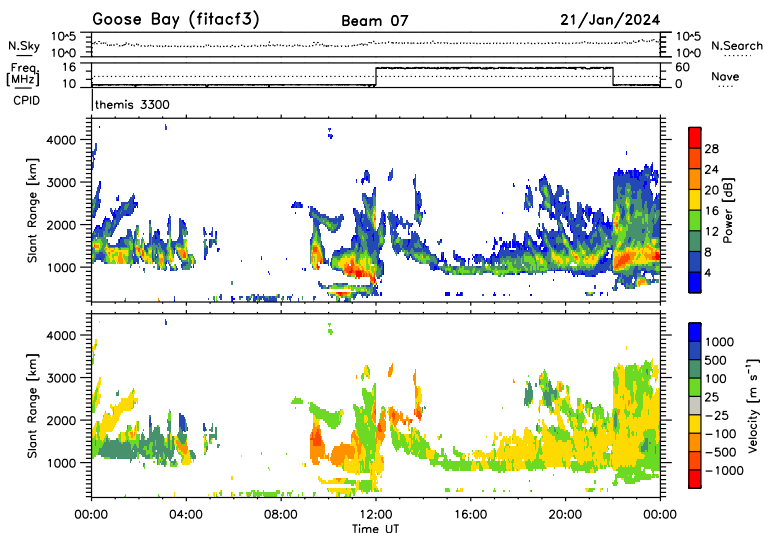 Goose Bay (fitacf3) Beam 07 21/Jan/2024
N.Sky 10^5 10^0 10^5 10^0 N.Search
Freq. [MHz] 16 10 60 0 Nave
CPID themis 3300
Slant Range [km] 4000 3000 2000 1000
Power [dB] 28 24 20 16 12 8 4
Slant Range [km] 4000 3000 2000 1000
Velocity [m s⁻¹] 1000 500 100 25 −25 −100 −500 −1000
00:00 04:00 08:00 12:00 16:00 20:00 00:00
Time UT